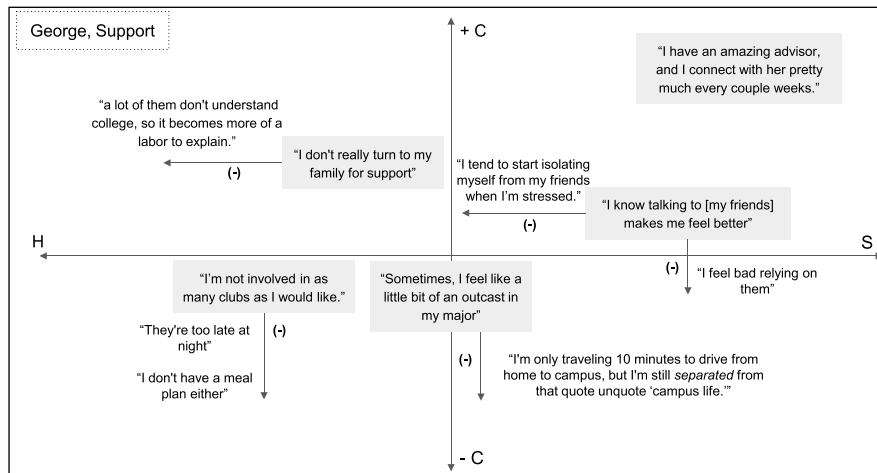 George, Support
+ C
“I have an amazing advisor,
and I connect with her pretty
much every couple weeks.”
“a lot of them don't understand
college, so it becomes more of a
labor to explain.”
(-)
“I don't really turn to my
family for support”
“I tend to start isolating
myself from my friends
when I’m stressed.”
(-)
“I know talking to [my friends]
makes me feel better”
H
S
(-)
“I feel bad relying on
them”
“I’m not involved in as
many clubs as I would like.”
“Sometimes, I feel like a
little bit of an outcast in
my major”
“They're too late at
night”
(-)
“I don't have a meal
plan either”
(-)
“I'm only traveling 10 minutes to drive from
home to campus, but I'm still separated from
that quote unquote ‘campus life.’”
- C